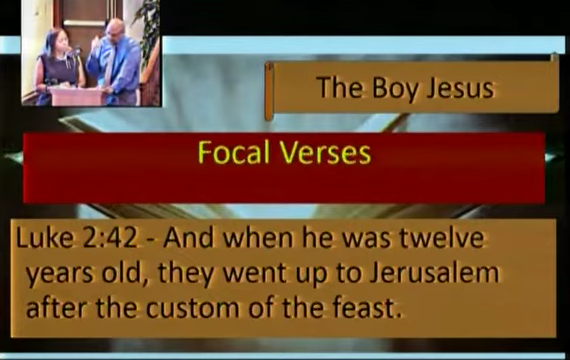 The Boy Jesus
Focal Verses
Luke 2:42 - And when he was twelve
years old, they went up to Jerusalem
after the custom of the feast.